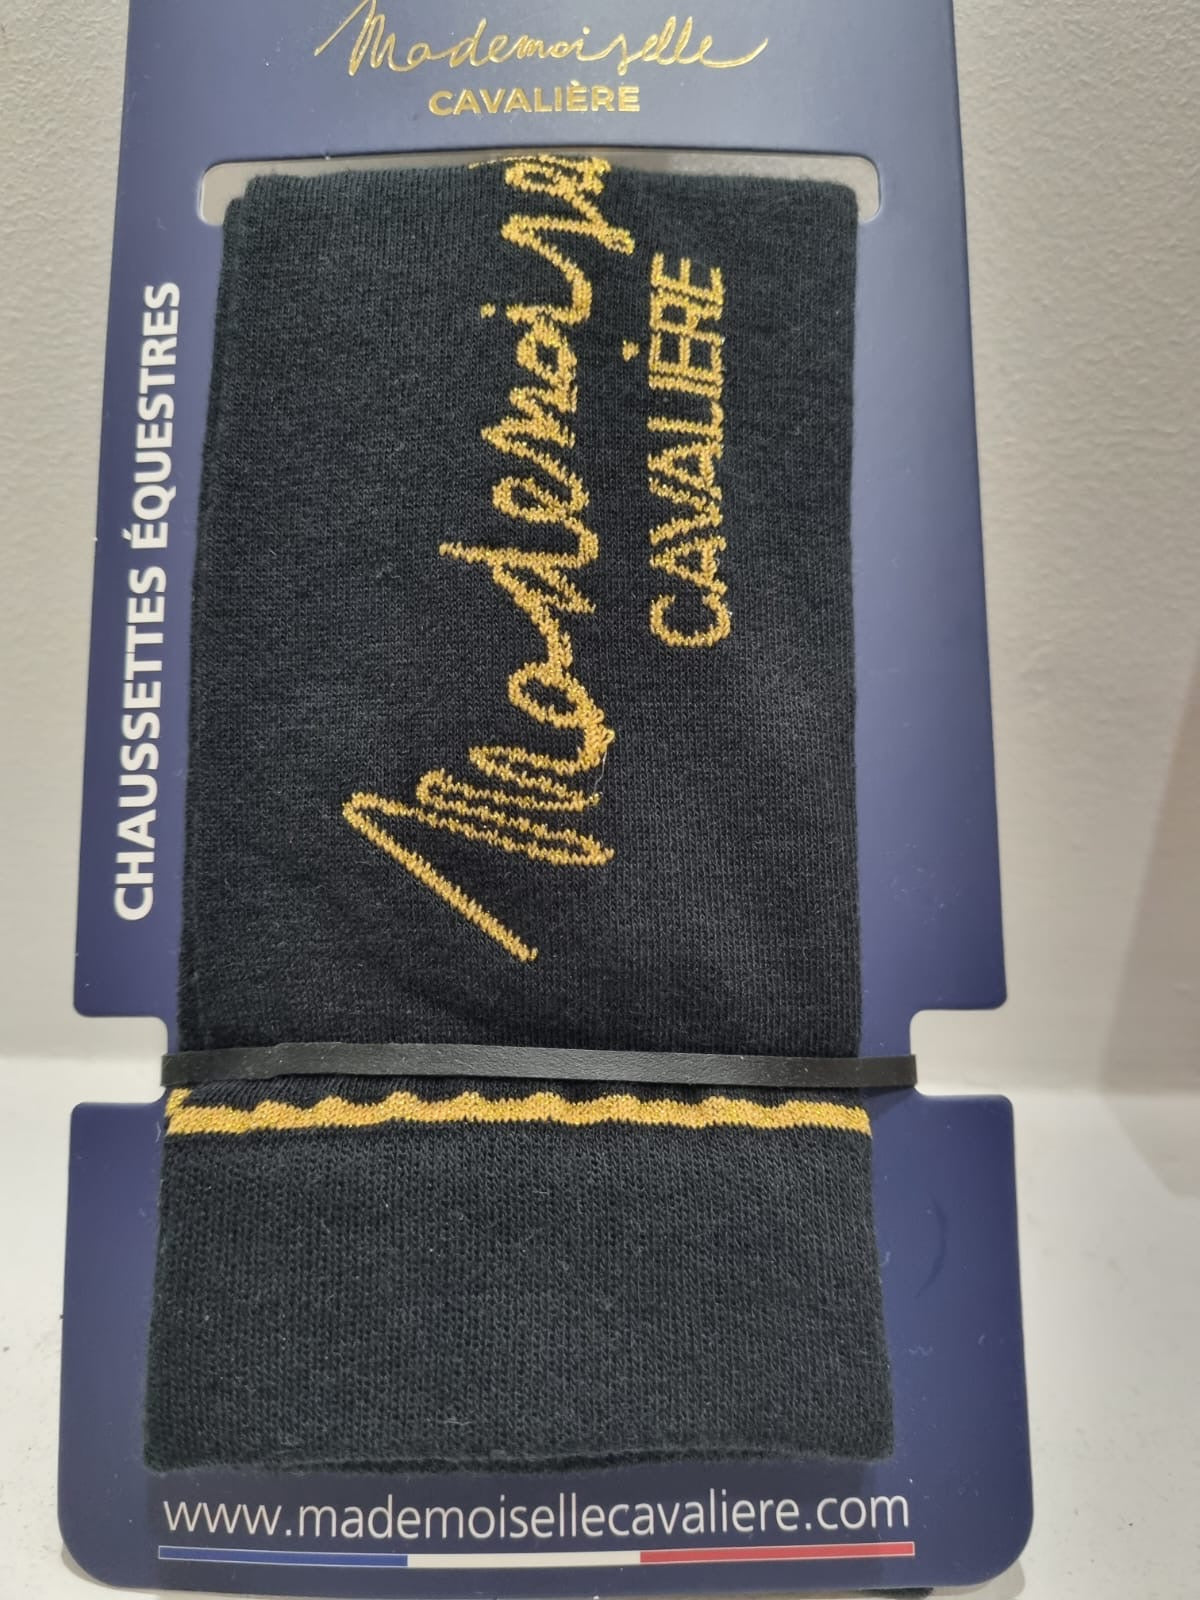 Mademoiselle
CAVALIÈRE
CHAUSSETTES ÉQUESTRES
CAVALIÈRE
www.mademoisellecavaliere.com